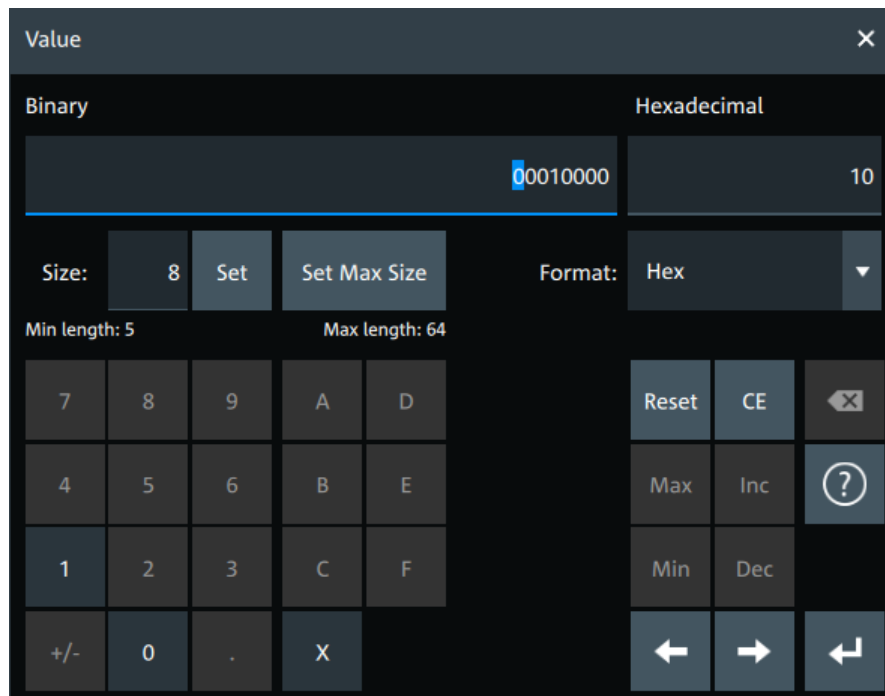 Value
Binary Hexadecimal
00010000 10
Size: 8 Set Set Max Size Format: Hex
Min length: 5 Max length: 64
7 8 9 A D Reset CE
4 5 6 B E Max Inc ?
1 2 3 C F Min Dec
+/- 0 . X